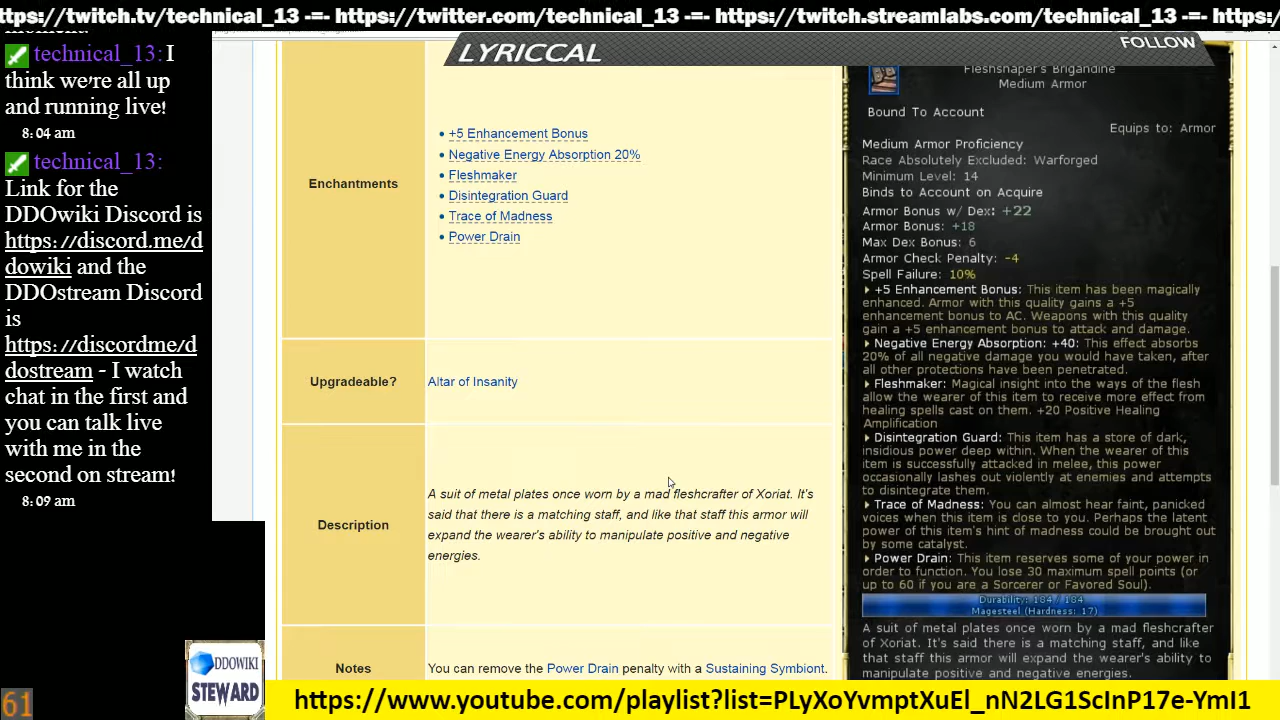 ttps://twitch.tv/technical_13 -=- https://twitter.com/technical_13 -=- https://twitch.streamlabs.com/technical_13 -=- https:/
moment.
technical_13: I
think we're all up
and running live!
8:04 am
technical_13:
Link for the
DDOwiki Discord is
https://discord.me/d
dowiki and the
DDOstream Discord
is
https://discordme/d
dostream - I watch
chat in the first and
you can talk live
with me in the
second on stream!
8:09 am
61
DDOWIKI
STEWARD
LYRICCAL
FOLLOW
Enchantments
+5 Enhancement Bonus
Negative Energy Absorption 20%
Fleshmaker
Disintegration Guard
Trace of Madness
Power Drain
Upgradeable?
Altar of Insanity
Description
A suit of metal plates once worn by a mad fleshcrafter of Xoriat. It's
said that there is a matching staff, and like that staff this armor will
expand the wearer's ability to manipulate positive and negative
energies.
Notes
You can remove the Power Drain penalty with a Sustaining Symbiont.
Fleshshaper's Brigandine
Medium Armor
Bound To Account
Equips to: Armor
Medium Armor Proficiency
Race Absolutely Excluded: Warforged
Minimum Level: 14
Binds to Account on Acquire
Armor Bonus w/ Dex: +22
Armor Bonus: +18
Max Dex Bonus: 6
Armor Check Penalty: -4
Spell Failure: 10%
+5 Enhancement Bonus: This item has been magically
enhanced. Armor with this quality gains a +5
enhancement bonus to AC. Weapons with this quality
gain a +5 enhancement bonus to attack and damage.
Negative Energy Absorption: +40: This effect absorbs
20% of all negative damage you would have taken, after
all other protections have been penetrated.
Fleshmaker: Magical insight into the ways of the flesh
allow the wearer of this item to receive more effect from
healing spells cast on them. +20 Positive Healing
Amplification
Disintegration Guard: This item has a store of dark,
insidious power deep within. When the wearer of this
item is successfully attacked in melee, this power
occasionally lashes out violently at enemies and attempts
to disintegrate them.
Trace of Madness: You can almost hear faint, panicked
voices when this item is close to you. Perhaps the latent
power of this item's hint of madness could be brought out
by some catalyst.
Power Drain: This item reserves some of your power in
order to function. You lose 30 maximum spell points (or
up to 60 if you are a Sorcerer or Favored Soul).
Durability: 184 / 184
Magesteel (Hardness: 17)
A suit of metal plates once worn by a mad fleshcrafter
of Xoriat. It's said there is a matching staff, and like
that staff this armor will expand the wearer's ability to
manipulate positive and negative energies.
https://www.youtube.com/playlist?list=PLyXoYvmptXuEl_nN2LG1ScInP17e-YmI1